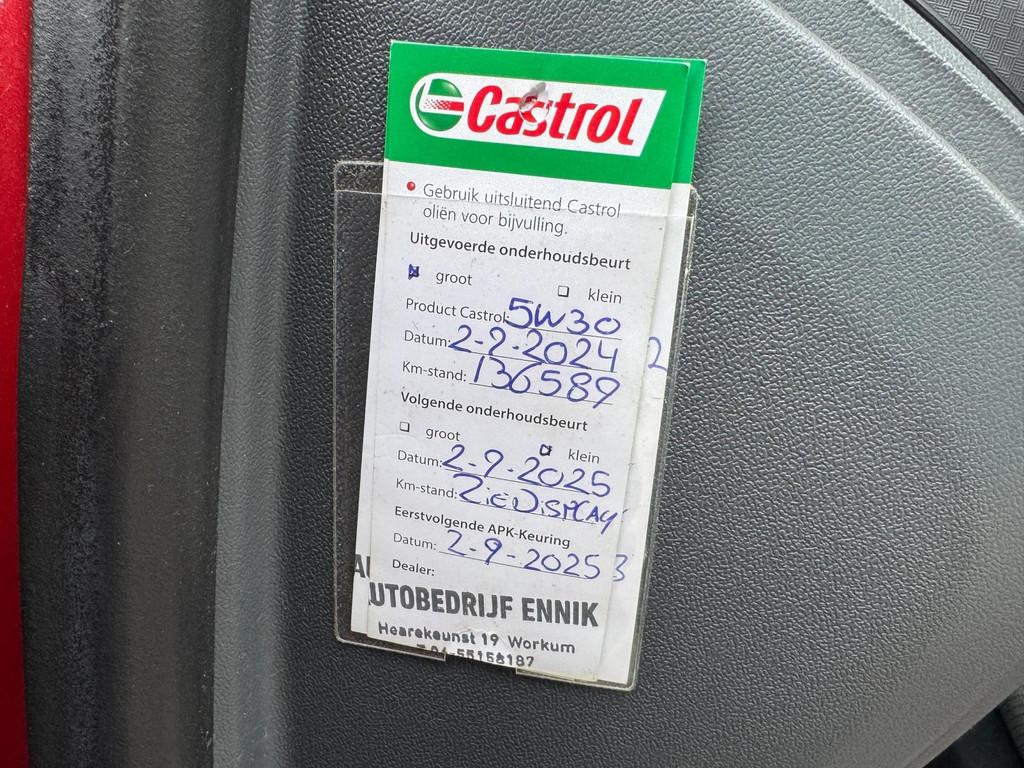 Castrol
Gebruik uitsluitend Castrol
oliën voor bijvulling.
Uitgevoerde onderhoudsbeurt
groot klein
Product Castrol: 5W30
Datum: 2-9-2024
Km-stand: 136589
Volgende onderhoudsbeurt
groot klein
Datum: 2-9-2025
Km-stand: Zie Display
Eerstvolgende APK-Keuring
Datum: 2-9-2025
Dealer:
UTOBEDRIJF ENNIK
Hearekeunst 19 Workum